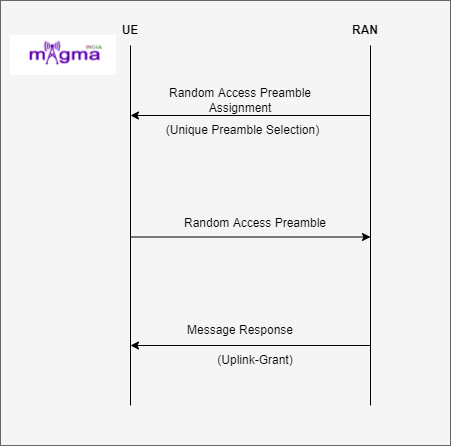 UE
RAN
INDIA
magma
Random Access Preamble
Assignment
(Unique Preamble Selection)
Random Access Preamble
Message Response
(Uplink-Grant)